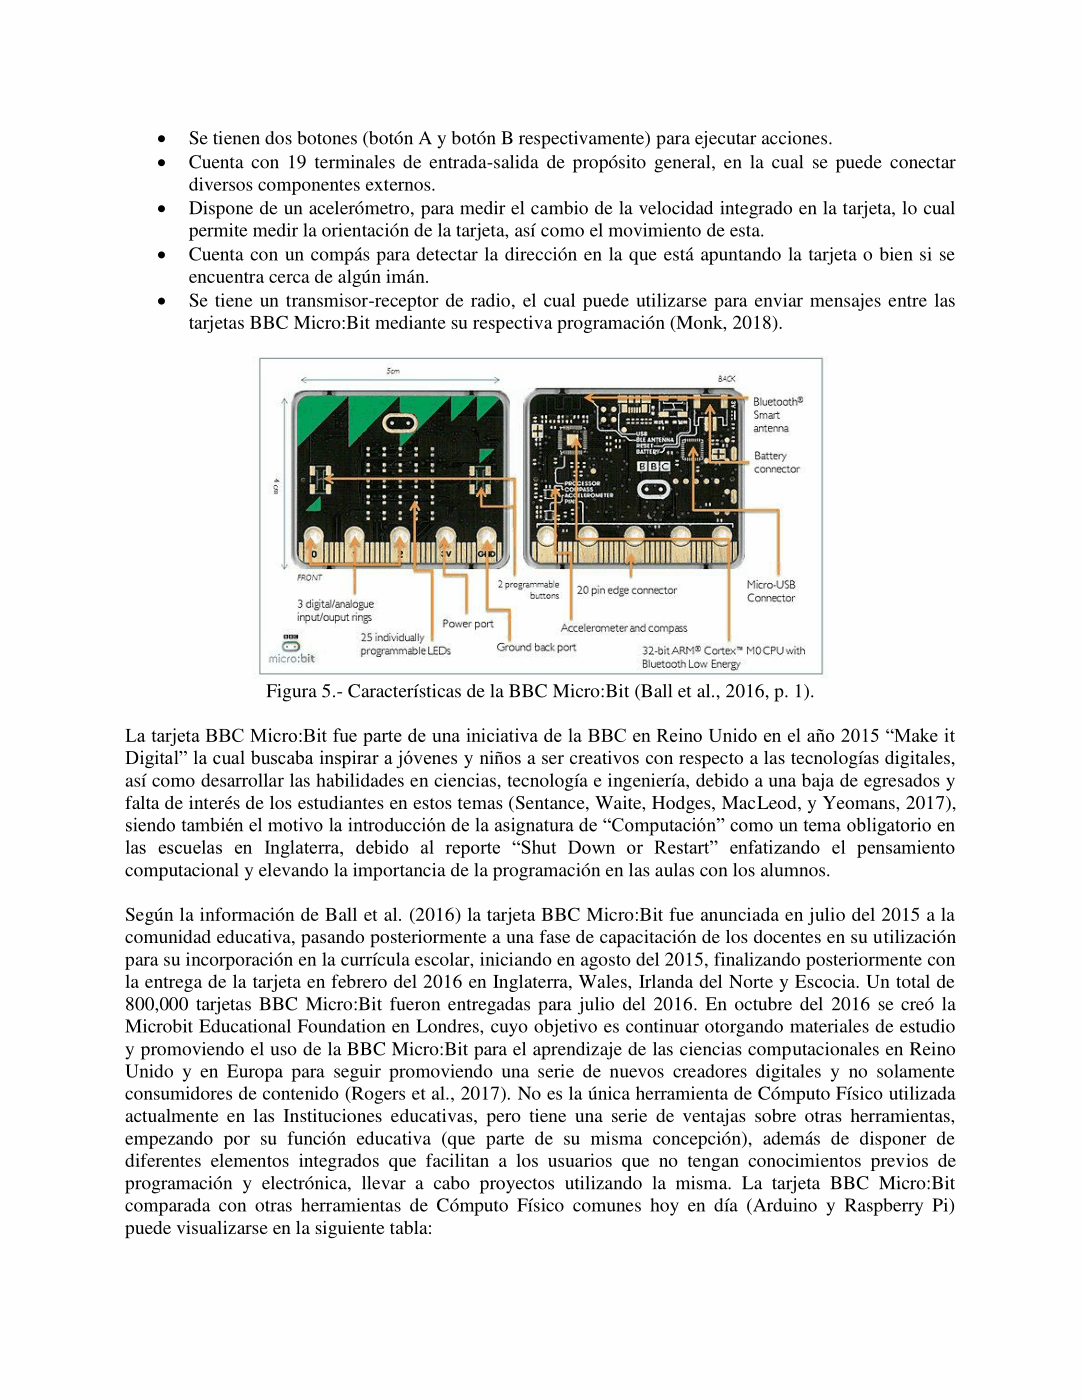 • Se tienen dos botones (botón A y botón B respectivamente) para ejecutar acciones.
• Cuenta con 19 terminales de entrada-salida de propósito general, en la cual se puede conectar
diversos componentes externos.
• Dispone de un acelerómetro, para medir el cambio de la velocidad integrado en la tarjeta, lo cual
permite medir la orientación de la tarjeta, así como el movimiento de esta.
• Cuenta con un compás para detectar la dirección en la que está apuntando la tarjeta o bien si se
encuentra cerca de algún imán.
• Se tiene un transmisor-receptor de radio, el cual puede utilizarse para enviar mensajes entre las
tarjetas BBC Micro:Bit mediante su respectiva programación (Monk, 2018).
5cm
BACK
Bluetooth® 
Smart
antenna
USB
BLE ANTENNA
RESET
BATTERY
BBC
Battery
connector
4 cm
PROCESSOR
COMPASS
ACCELEROMETER
PINS
0
1
2
3V
GND
FRONT
2 programmable
buttons
20 pin edge connector
Micro-USB
Connector
3 digital/analogue
input/ouput rings
Power port
Accelerometer and compass
25 individually
programmable LEDs
Ground back port
32-bit ARM® Cortex™ M0 CPU with
Bluetooth Low Energy
BBC
micro:bit
Figura 5.- Características de la BBC Micro:Bit (Ball et al., 2016, p. 1).
La tarjeta BBC Micro:Bit fue parte de una iniciativa de la BBC en Reino Unido en el año 2015 “Make it
Digital” la cual buscaba inspirar a jóvenes y niños a ser creativos con respecto a las tecnologías digitales,
así como desarrollar las habilidades en ciencias, tecnología e ingeniería, debido a una baja de egresados y
falta de interés de los estudiantes en estos temas (Sentance, Waite, Hodges, MacLeod, y Yeomans, 2017),
siendo también el motivo la introducción de la asignatura de “Computación” como un tema obligatorio en
las escuelas en Inglaterra, debido al reporte “Shut Down or Restart” enfatizando el pensamiento
computacional y elevando la importancia de la programación en las aulas con los alumnos.
Según la información de Ball et al. (2016) la tarjeta BBC Micro:Bit fue anunciada en julio del 2015 a la
comunidad educativa, pasando posteriormente a una fase de capacitación de los docentes en su utilización
para su incorporación en la currícula escolar, iniciando en agosto del 2015, finalizando posteriormente con
la entrega de la tarjeta en febrero del 2016 en Inglaterra, Wales, Irlanda del Norte y Escocia. Un total de
800,000 tarjetas BBC Micro:Bit fueron entregadas para julio del 2016. En octubre del 2016 se creó la
Microbit Educational Foundation en Londres, cuyo objetivo es continuar otorgando materiales de estudio
y promoviendo el uso de la BBC Micro:Bit para el aprendizaje de las ciencias computacionales en Reino
Unido y en Europa para seguir promoviendo una serie de nuevos creadores digitales y no solamente
consumidores de contenido (Rogers et al., 2017). No es la única herramienta de Cómputo Físico utilizada
actualmente en las Instituciones educativas, pero tiene una serie de ventajas sobre otras herramientas,
empezando por su función educativa (que parte de su misma concepción), además de disponer de
diferentes elementos integrados que facilitan a los usuarios que no tengan conocimientos previos de
programación y electrónica, llevar a cabo proyectos utilizando la misma. La tarjeta BBC Micro:Bit
comparada con otras herramientas de Cómputo Físico comunes hoy en día (Arduino y Raspberry Pi)
puede visualizarse en la siguiente tabla: